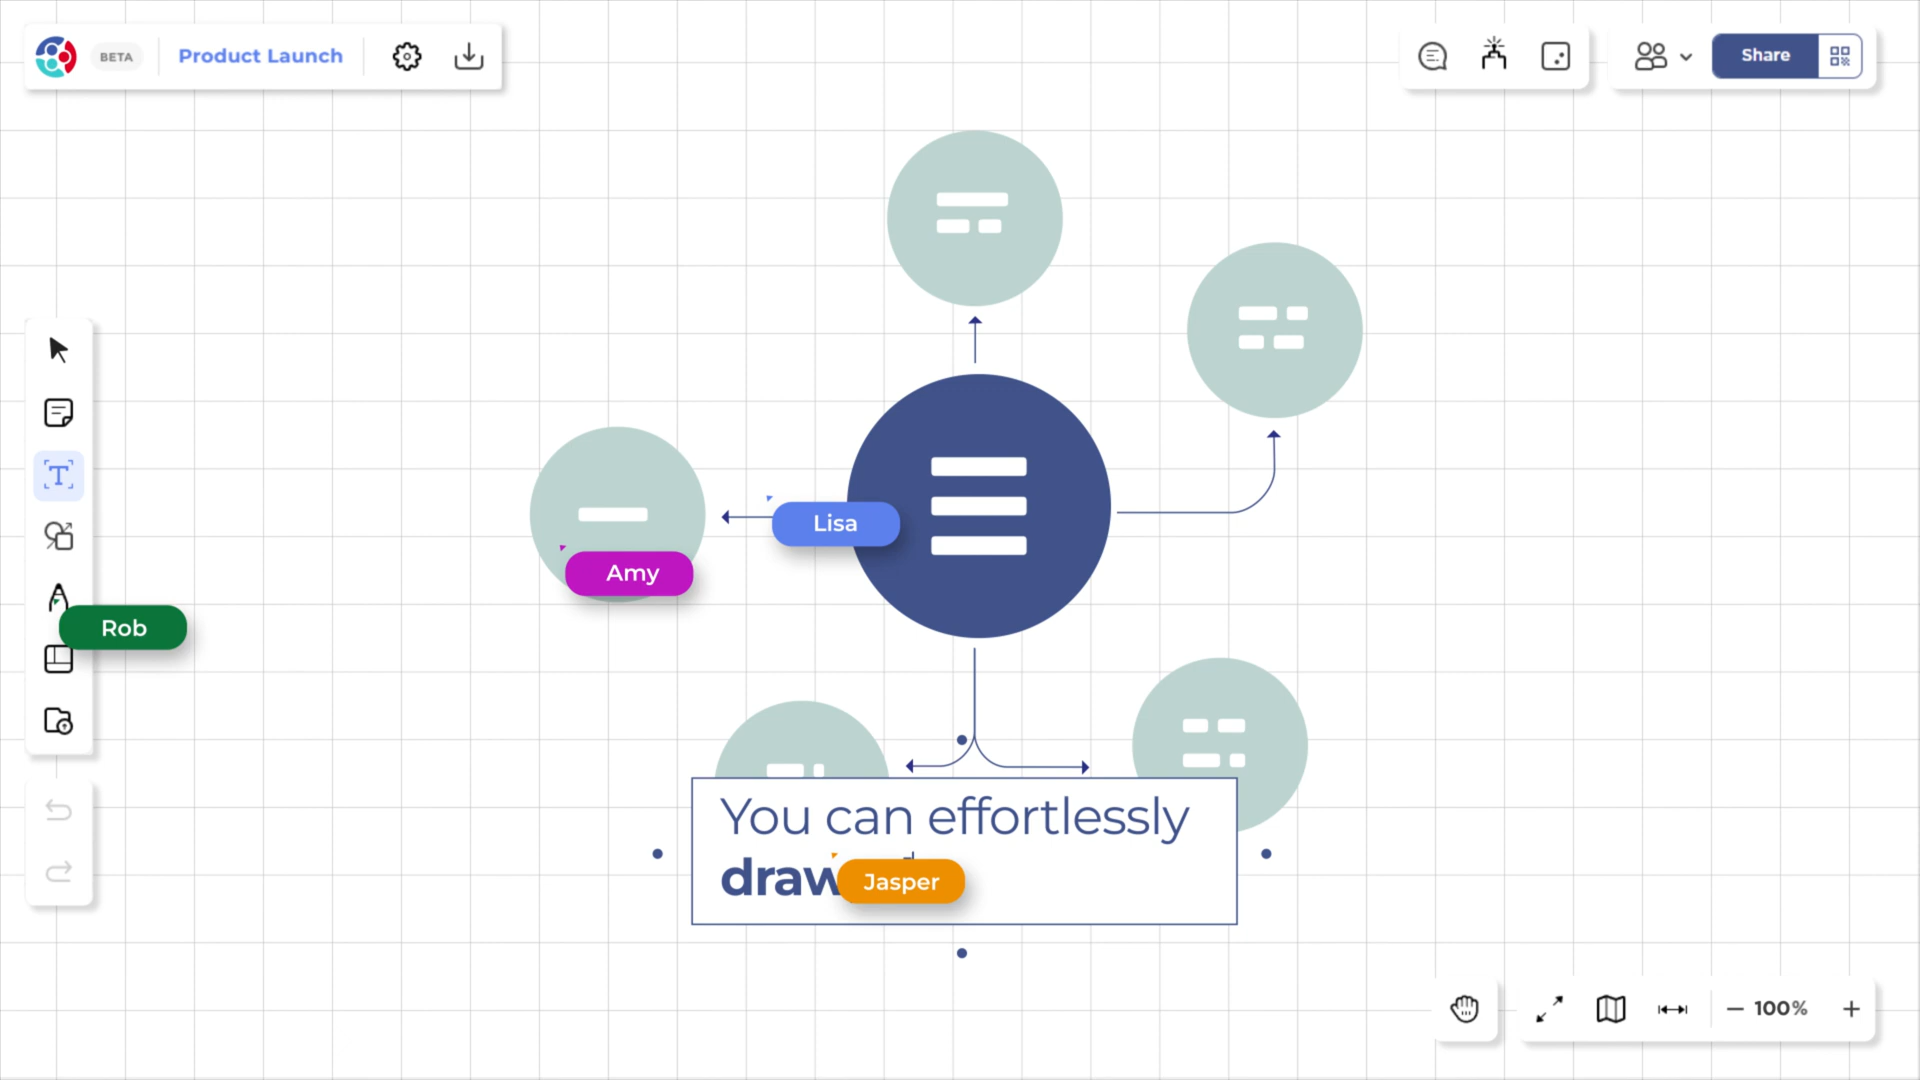 BETA
Product Launch
Share
Lisa
Amy
Rob
You can effortlessly
draw
Jasper
100%